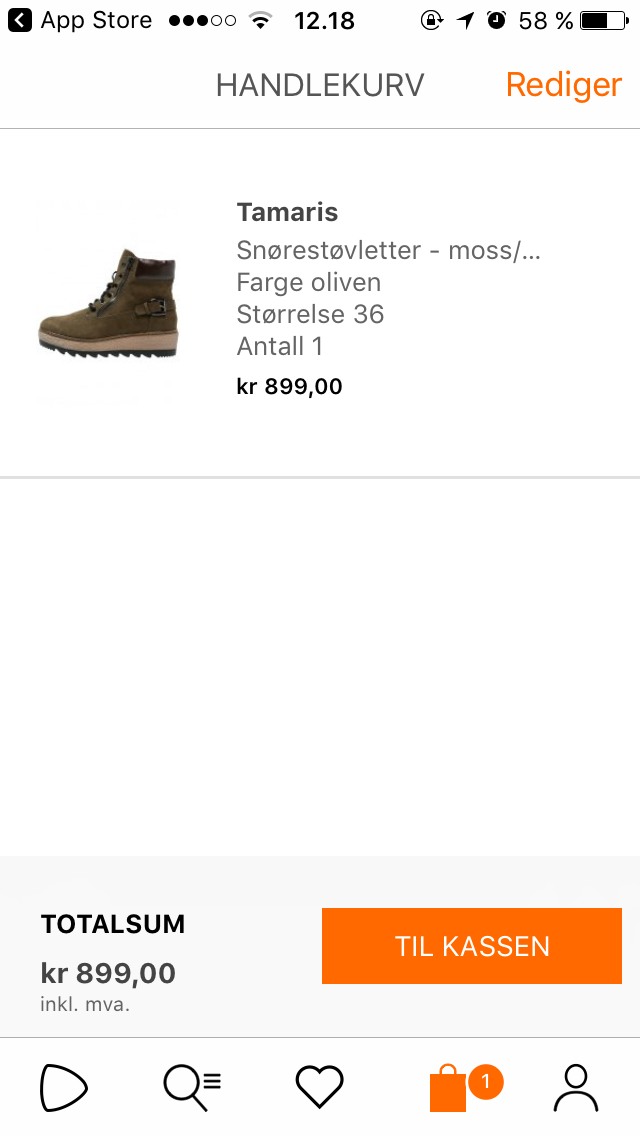 App Store 12.18 58 %
HANDLEKURV Rediger
Tamaris
Snørestøvletter - moss/...
Farge oliven
Størrelse 36
Antall 1
kr 899,00
TOTALSUM
kr 899,00
inkl. mva.
TIL KASSEN
1